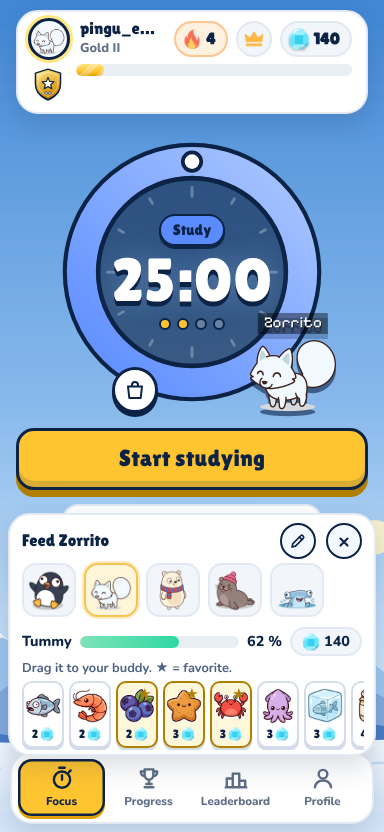 pingu_e...
Gold II
4
140
Study
25:00
Zorrito
Start studying
Feed Zorrito
Tummy
62 %
140
Drag it to your buddy. ★ = favorite.
2 2 2 3 3 3 3
Focus
Progress
Leaderboard
Profile